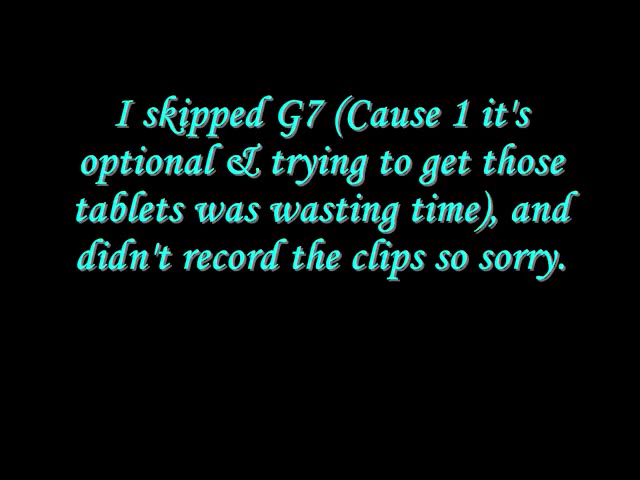 I skipped G7 (Cause 1 it's
optional & trying to get those
tablets was wasting time), and
didn't record the clips so sorry.